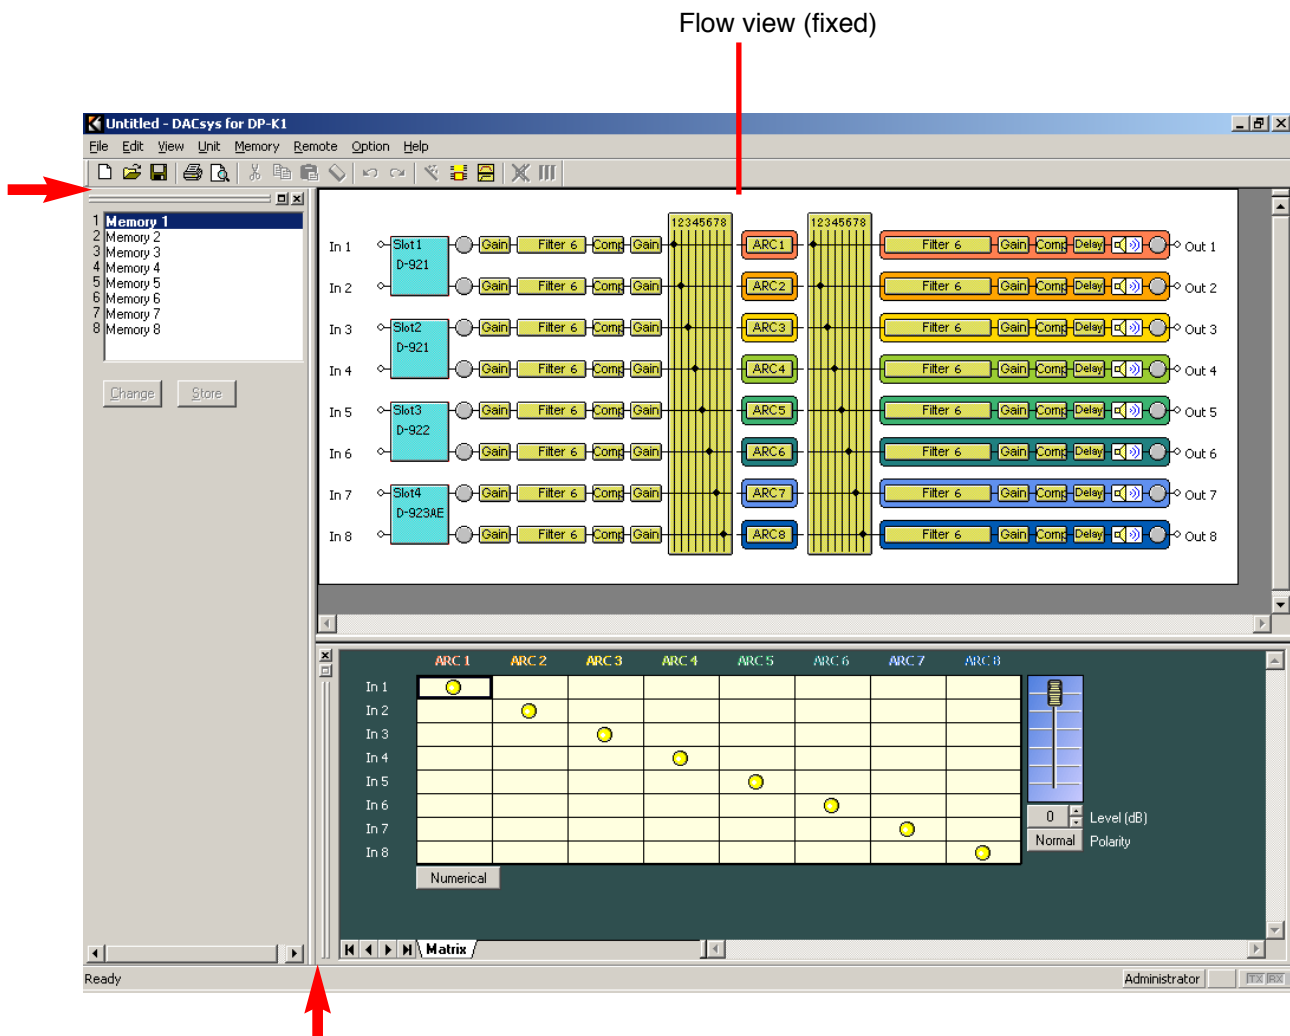 Flow view (fixed)
Untitled - DACsys for DP-K1
File Edit View Unit Memory Remote Option Help
1 Memory 1
2 Memory 2
3 Memory 3
4 Memory 4
5 Memory 5
6 Memory 6
7 Memory 7
8 Memory 8
Change Store
12345678 12345678
In 1 Slot1 Gain Filter 6 Comp Gain ARC1 Filter 6 Gain Comp Delay Out 1
D-921
In 2 Gain Filter 6 Comp Gain ARC2 Filter 6 Gain Comp Delay Out 2
In 3 Slot2 Gain Filter 6 Comp Gain ARC3 Filter 6 Gain Comp Delay Out 3
D-921
In 4 Gain Filter 6 Comp Gain ARC4 Filter 6 Gain Comp Delay Out 4
In 5 Slot3 Gain Filter 6 Comp Gain ARC5 Filter 6 Gain Comp Delay Out 5
D-922
In 6 Gain Filter 6 Comp Gain ARC6 Filter 6 Gain Comp Delay Out 6
In 7 Slot4 Gain Filter 6 Comp Gain ARC7 Filter 6 Gain Comp Delay Out 7
D-923AE
In 8 Gain Filter 6 Comp Gain ARC8 Filter 6 Gain Comp Delay Out 8
ARC 1 ARC 2 ARC 3 ARC 4 ARC 5 ARC 6 ARC 7 ARC 8
In 1
In 2
In 3
In 4
In 5
In 6
In 7
In 8
0 Level (dB)
Normal Polarity
Numerical
Matrix
Ready Administrator TX RX